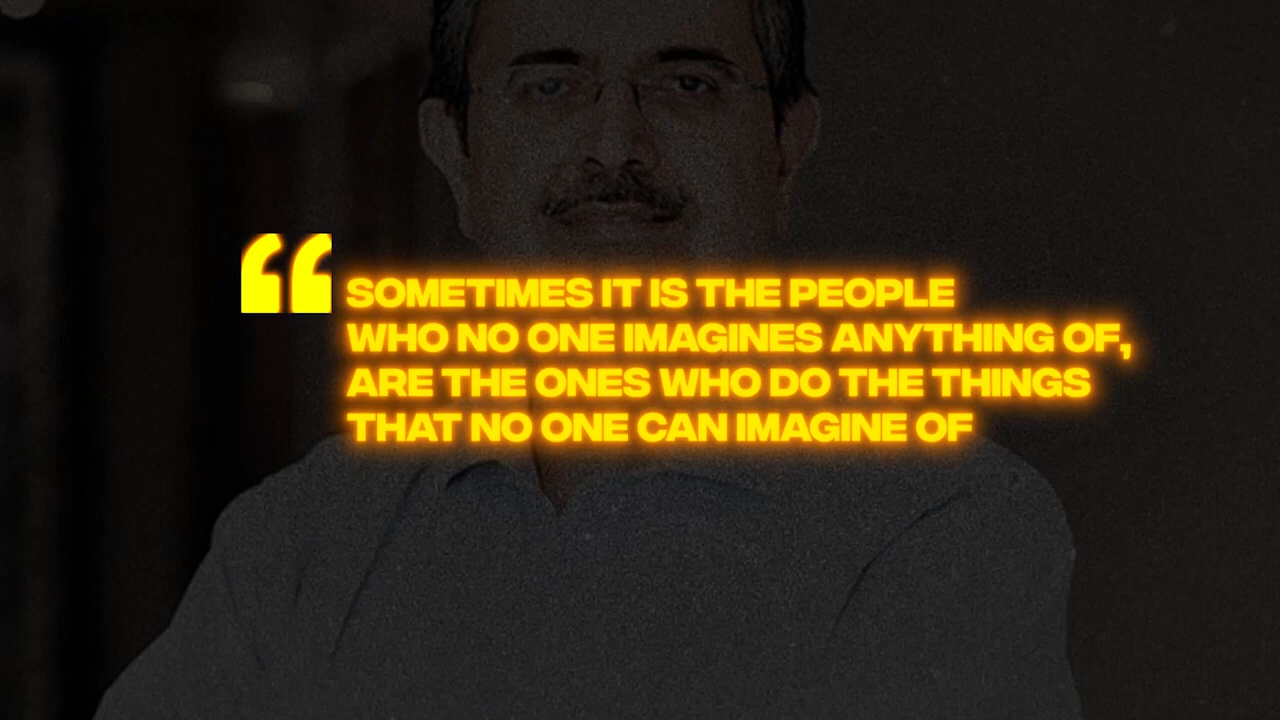 “ SOMETIMES IT IS THE PEOPLE
WHO NO ONE IMAGINES ANYTHING OF,
ARE THE ONES WHO DO THE THINGS
THAT NO ONE CAN IMAGINE OF